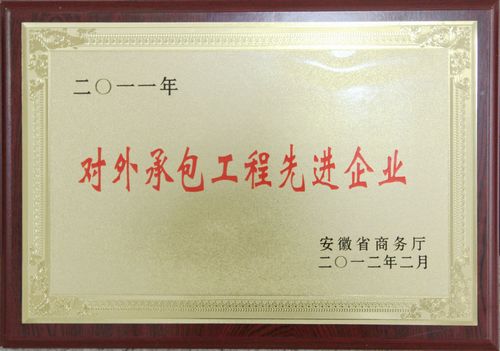 二〇一一年
对外承包工程先进企业
安徽省商务厅
二〇一二年二月